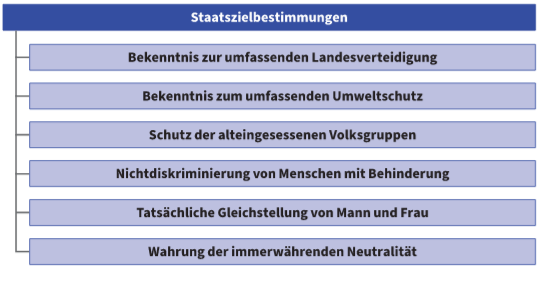 Staatszielbestimmungen
Bekenntnis zur umfassenden Landesverteidigung
Bekenntnis zum umfassenden Umweltschutz
Schutz der alteingesessenen Volksgruppen
Nichtdiskriminierung von Menschen mit Behinderung
Tatsächliche Gleichstellung von Mann und Frau
Wahrung der immerwährenden Neutralität